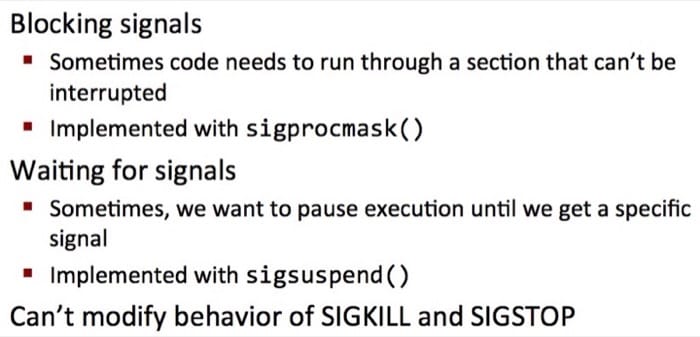 Blocking signals
▪ Sometimes code needs to run through a section that can’t be
interrupted
▪ Implemented with sigprocmask()
Waiting for signals
▪ Sometimes, we want to pause execution until we get a specific
signal
▪ Implemented with sigsuspend()
Can’t modify behavior of SIGKILL and SIGSTOP